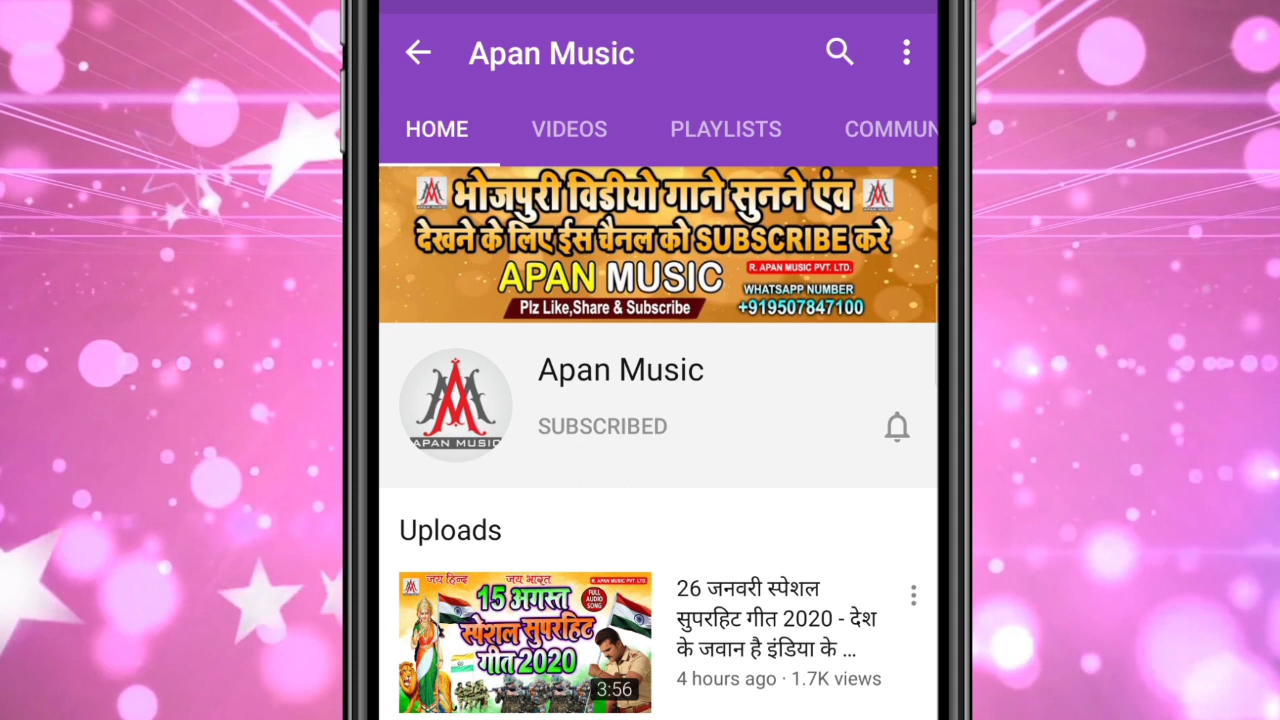 Apan Music
HOME VIDEOS PLAYLISTS COMMUN
भोजपुरी विडीयो गाने सुनने एंव
देखने के लिए ईस चैनल को SUBSCRIBE करे
APAN MUSIC
R. APAN MUSIC PVT. LTD.
WHATSAPP NUMBER
Plz Like,Share & Subscribe
+919507847100
Apan Music
APAN MUSIC
SUBSCRIBED
Uploads
जय हिन्द जय भारत
R. APAN MUSIC PVT. LTD.
15 अगस्त
FULL
AUDIO
SONG
स्पेशल सुपरहिट
गीत 2020
3:56
26 जनवरी स्पेशल
सुपरहिट गीत 2020 - देश
के जवान है इंडिया के ...
4 hours ago · 1.7K views